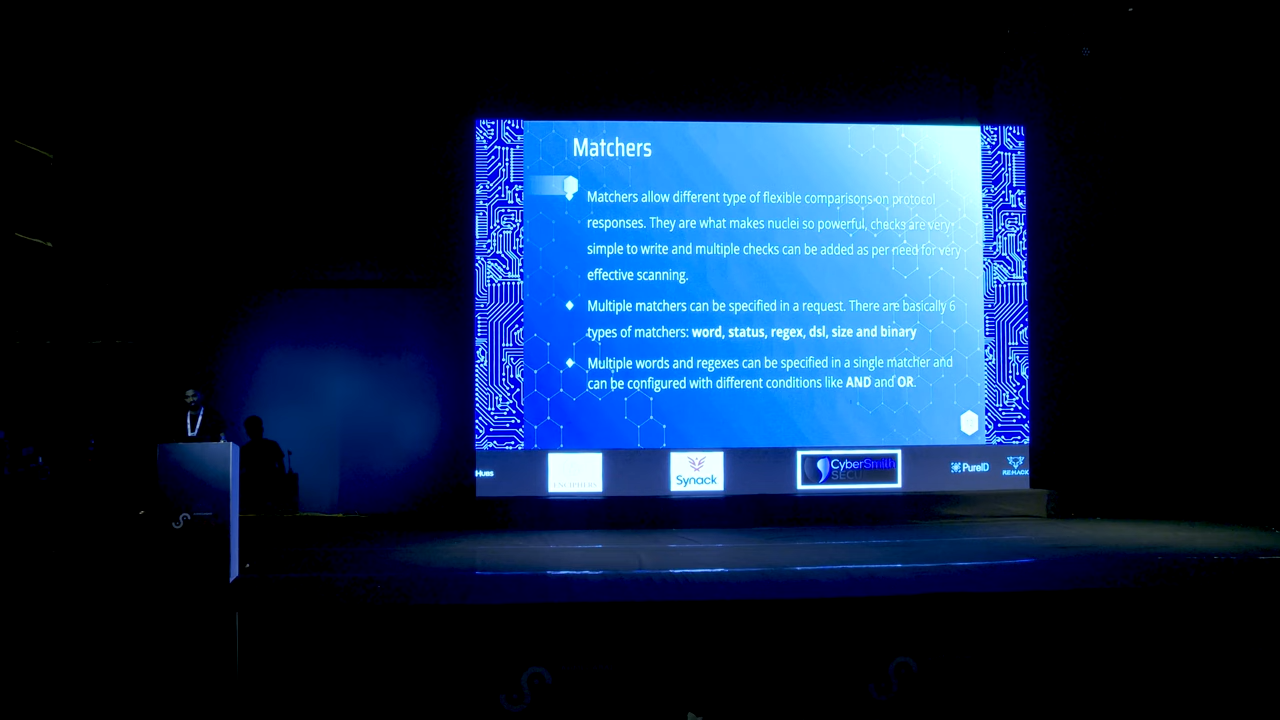 Matchers
Matchers allow different type of flexible comparisons on protocol
responses. They are what makes nuclei so powerful, checks are very
simple to write and multiple checks can be added as per need for very
effective scanning.
Multiple matchers can be specified in a request. There are basically 6
types of matchers: word, status, regex, dsl, size and binary
Multiple words and regexes can be specified in a single matcher and
can be configured with different conditions like AND and OR.
HUBS
Synack
CyberSmith
SECU
PureID
REHACK